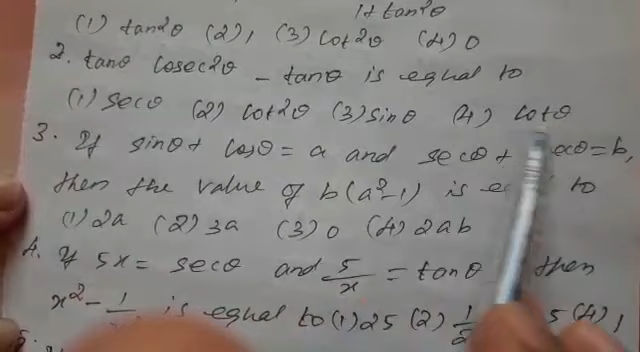 1+tan²θ
(1) tan²θ (2) 1 (3) cot²θ (4) 0
2. tanθ cosec²θ - tanθ is equal to
(1) secθ (2) cot²θ (3) sinθ (4) cotθ
3. If sinθ+ cosθ = a and secθ + ecθ = b,
then the value of b(a²-1) is to
(1) 2a (2) 3a (3) 0 (4) 2ab
4. If 5x = secθ and 5/x = tanθ then
x² - 1/ is equal to (1) 25 (2) 1/ 5 (4) 1